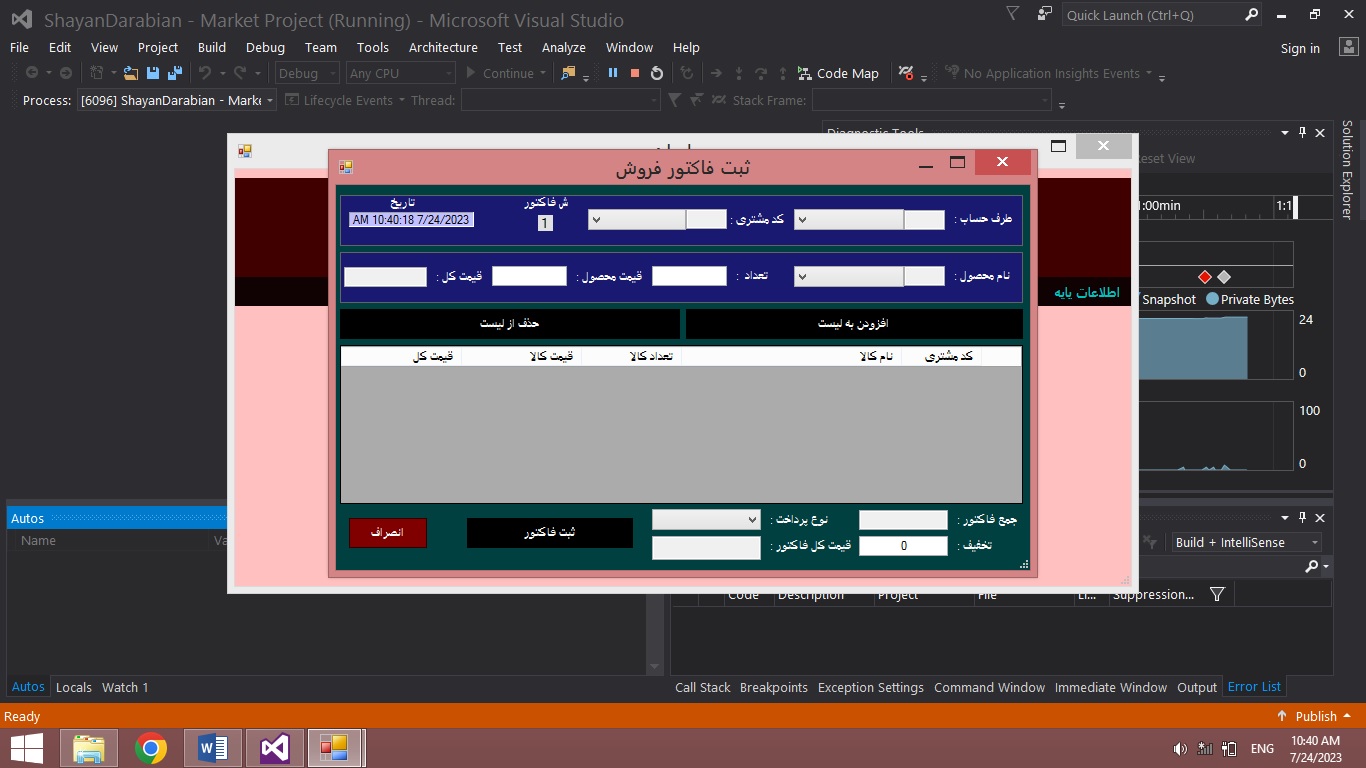 ShayanDarabian - Market Project (Running) - Microsoft Visual Studio
Quick Launch (Ctrl+Q)
File Edit View Project Build Debug Team Tools Architecture Test Analyze Window Help
Sign in
Debug Any CPU Continue Code Map No Application Insights Events
Process: [6096] ShayanDarabian - Marke Lifecycle Events Thread: Stack Frame:
Diagnostic Tools
Reset View
ثبت فاکتور فروش
Solution Explorer
تاریخ
ش فاکتور
AM 10:40:18 7/24/2023
1
کد مشتری :
طرف حساب :
1:00min
1:1
نام محصول :
تعداد :
قیمت محصول :
قیمت کل :
اطلاعات پایه
Snapshot Private Bytes
افزودن به لیست
حذف از لیست
24
0
کد مشتری نام کالا تعداد کالا قیمت کالا قیمت کل
100
0
جمع فاکتور :
نوع پرداخت :
تخفیف :
0
قیمت کل فاکتور :
ثبت فاکتور
انصراف
Autos
Name
Va
Build + IntelliSense
Code Description Project File Li... Suppression...
Autos Locals Watch 1
Call Stack Breakpoints Exception Settings Command Window Immediate Window Output Error List
Ready
Publish
ENG
10:40 AM
7/24/2023